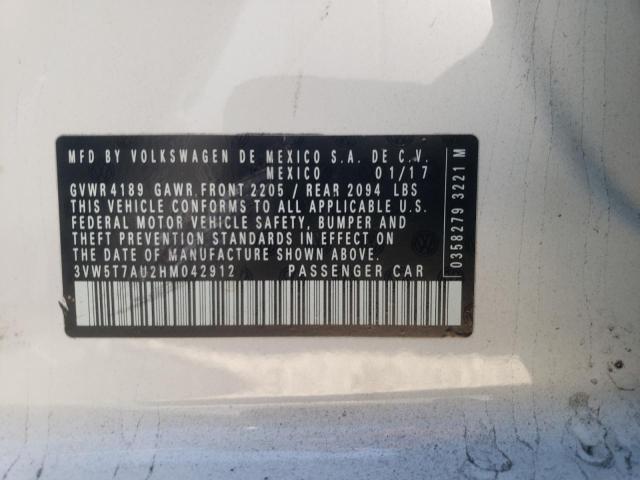 MFD BY VOLKSWAGEN DE MEXICO S.A. DE C.V.
MEXICO 01/17
GVWR 4189 GAWR. FRONT 2205 / REAR 2094 LBS
THIS VEHICLE CONFORMS TO ALL APPLICABLE U.S.
FEDERAL MOTOR VEHICLE SAFETY, BUMPER AND
THEFT PREVENTION STANDARDS IN EFFECT ON
THE DATE OF MANUFACTURE SHOWN ABOVE.
3VW5T7AU2HM042912 PASSENGER CAR
0358279 3221 M